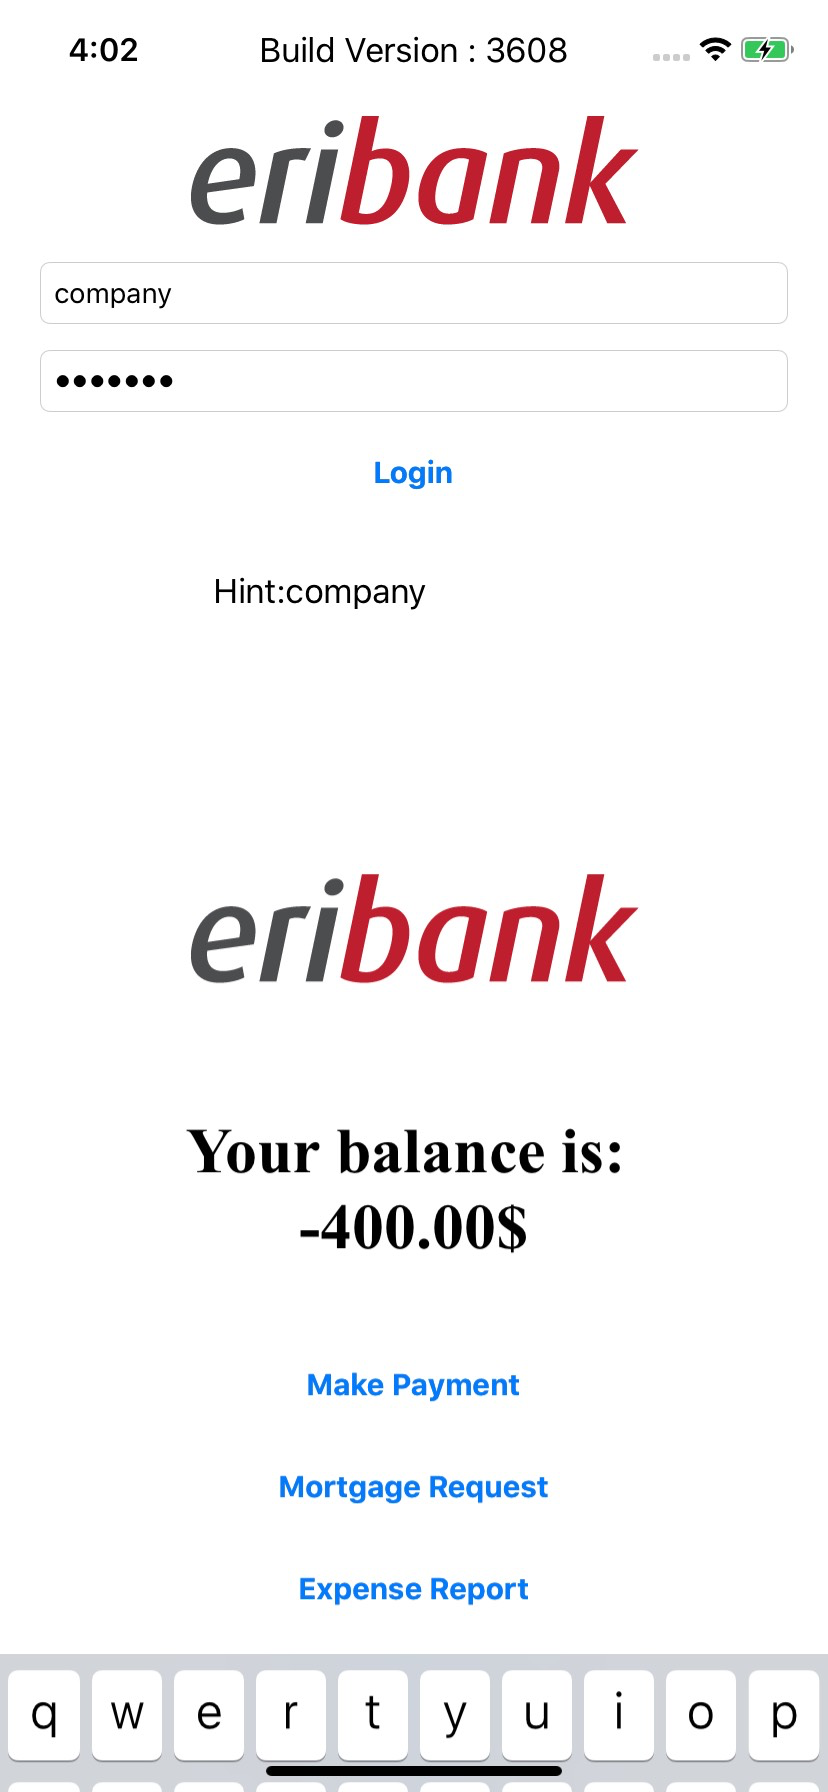 4:02 Build Version : 3608
eribank
company
•••••••
Login
Hint:company
eribank
Your balance is:
-400.00$
Make Payment
Mortgage Request
Expense Report
q w e r t y u i o p